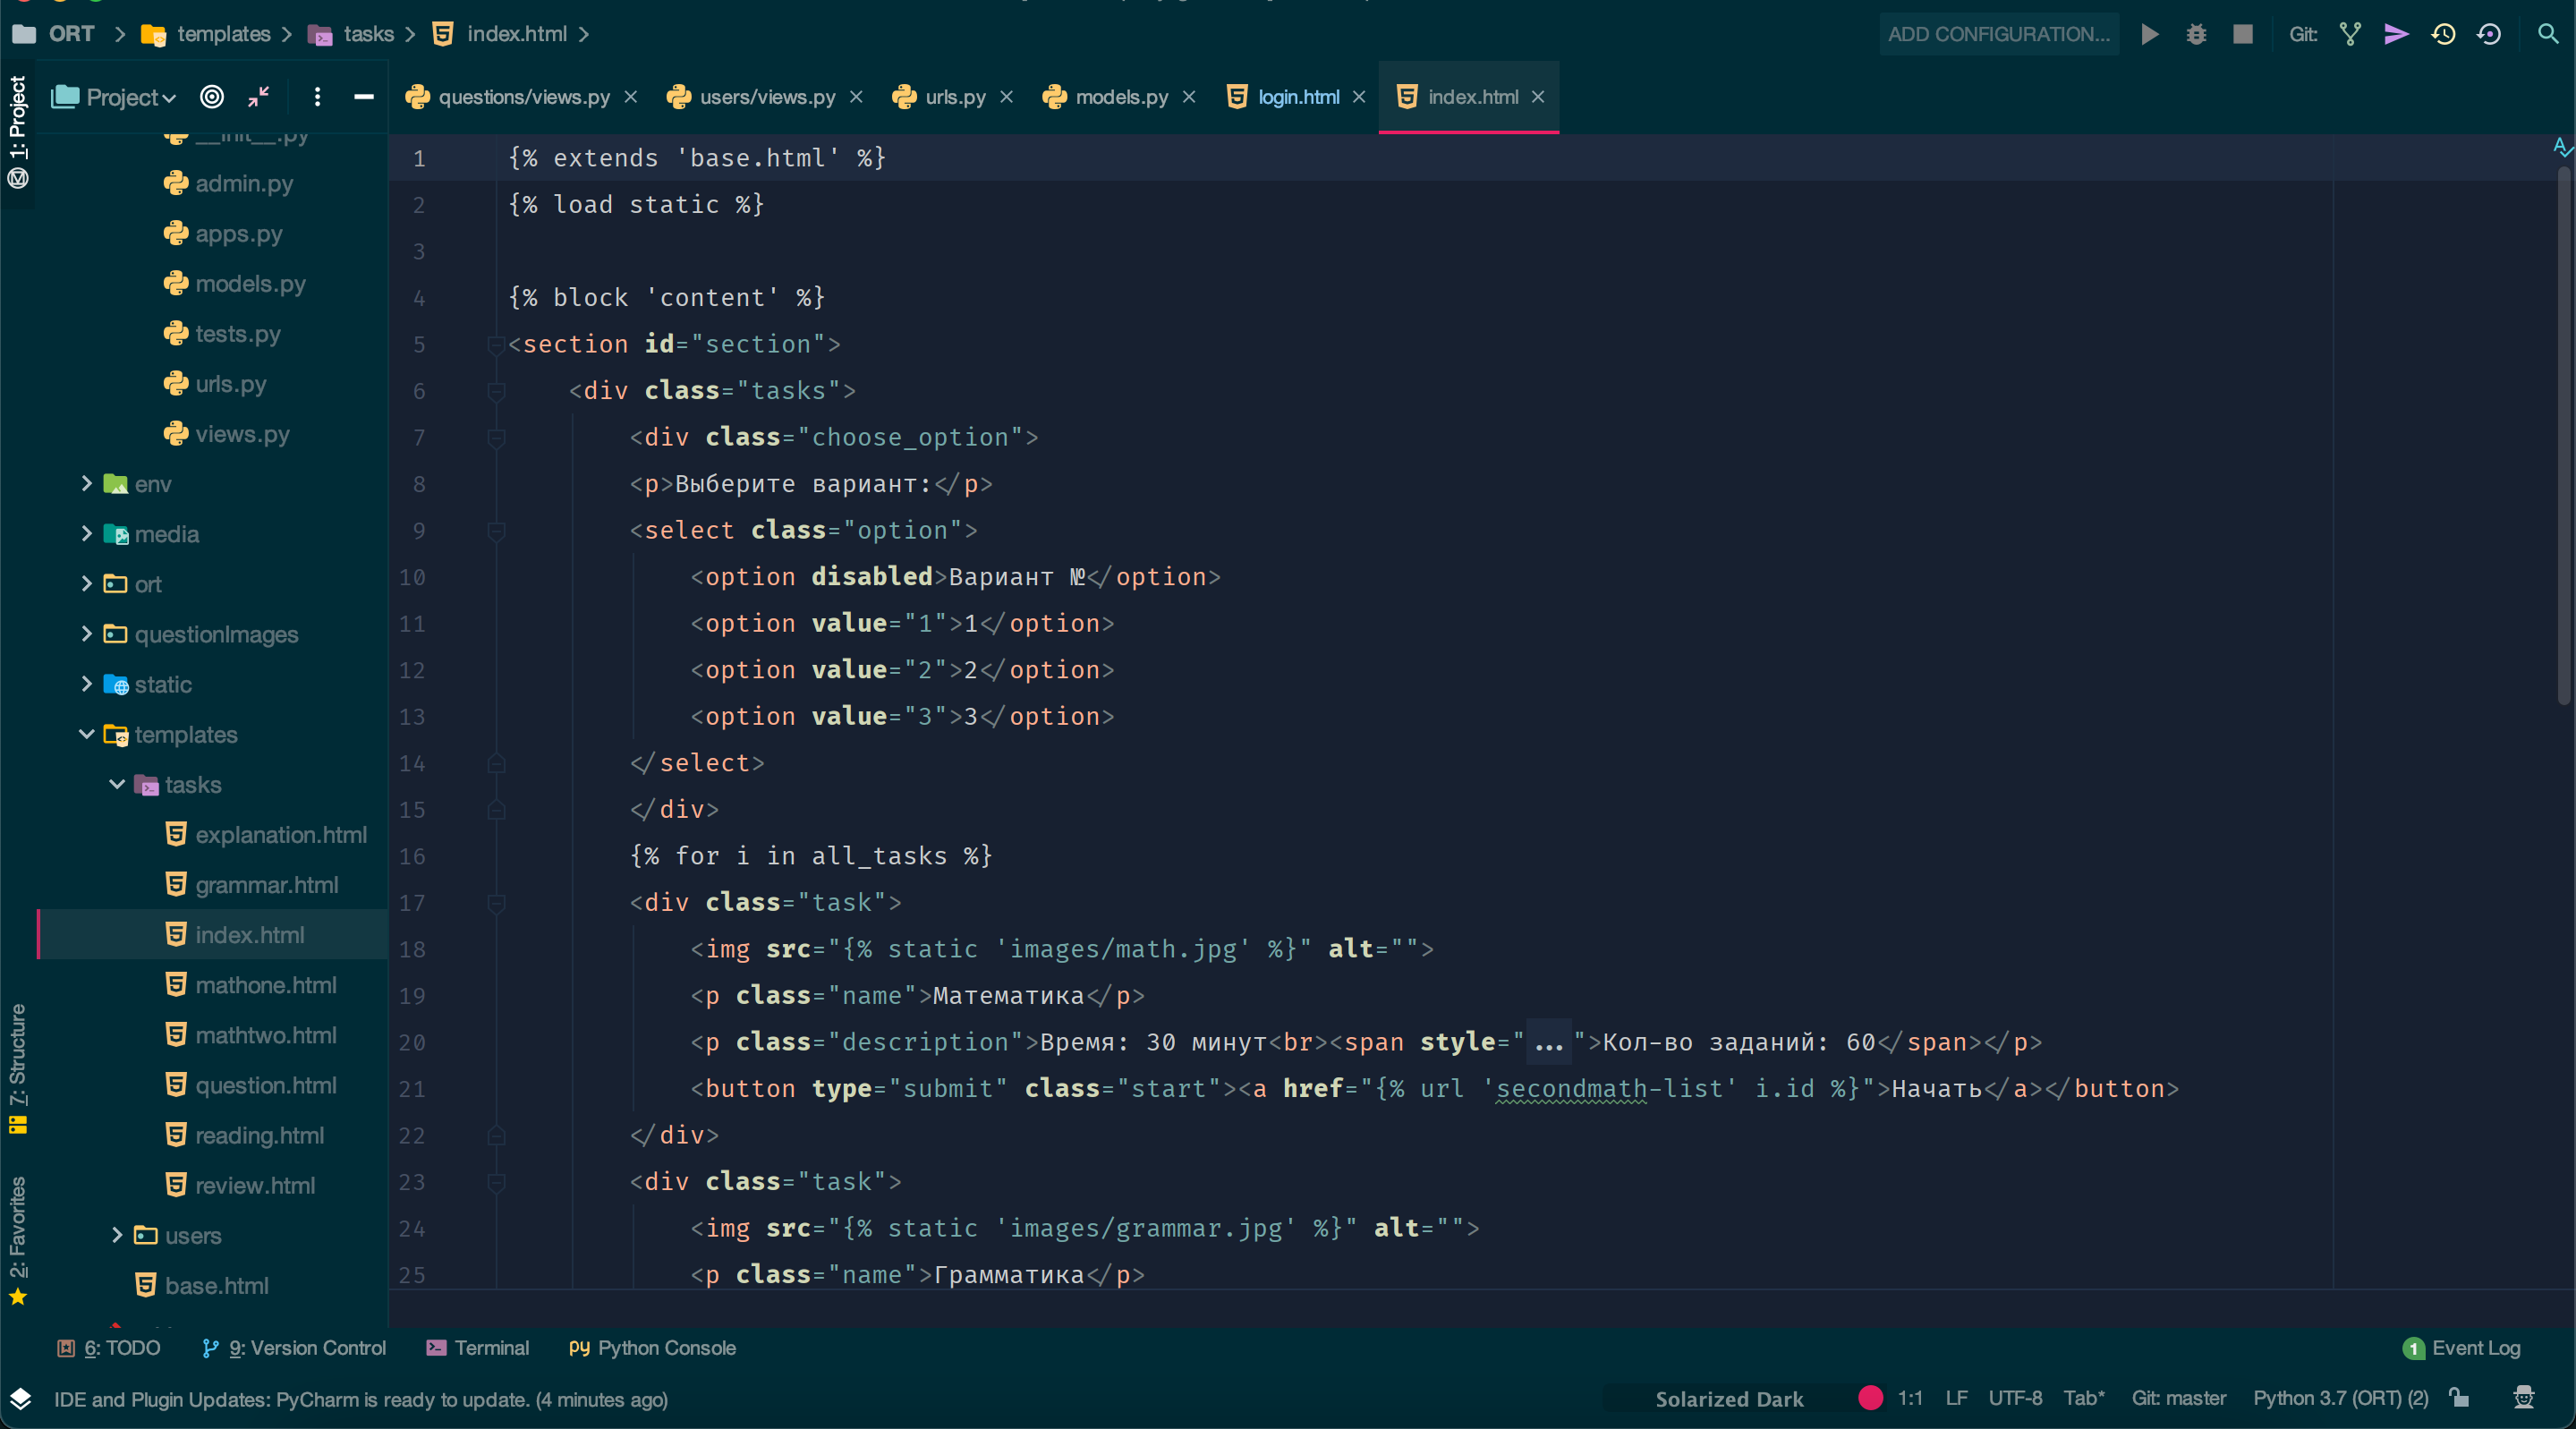 ORT templates tasks index.html
ADD CONFIGURATION... Git:
1: Project
Project
questions/views.py users/views.py urls.py models.py login.html index.html
__init__.py
admin.py
apps.py
models.py
tests.py
urls.py
views.py
env
media
ort
questionImages
static
templates
tasks
explanation.html
grammar.html
index.html
mathone.html
mathtwo.html
question.html
reading.html
review.html
users
base.html
7: Structure
2: Favorites
1 {% extends 'base.html' %}
2 {% load static %}
3
4 {% block 'content' %}
5 <section id="section">
6 <div class="tasks">
7 <div class="choose_option">
8 <p>Выберите вариант:</p>
9 <select class="option">
10 <option disabled>Вариант №</option>
11 <option value="1">1</option>
12 <option value="2">2</option>
13 <option value="3">3</option>
14 </select>
15 </div>
16 {% for i in all_tasks %}
17 <div class="task">
18 <img src="{% static 'images/math.jpg' %}" alt="">
19 <p class="name">Математика</p>
20 <p class="description">Время: 30 минут<br><span style="...">Кол-во заданий: 60</span></p>
21 <button type="submit" class="start"><a href="{% url 'secondmath-list' i.id %}">Начать</a></button>
22 </div>
23 <div class="task">
24 <img src="{% static 'images/grammar.jpg' %}" alt="">
25 <p class="name">Грамматика</p>
6: TODO 9: Version Control Terminal Python Console 1 Event Log
IDE and Plugin Updates: PyCharm is ready to update. (4 minutes ago) Solarized Dark 1:1 LF UTF-8 Tab* Git: master Python 3.7 (ORT) (2)